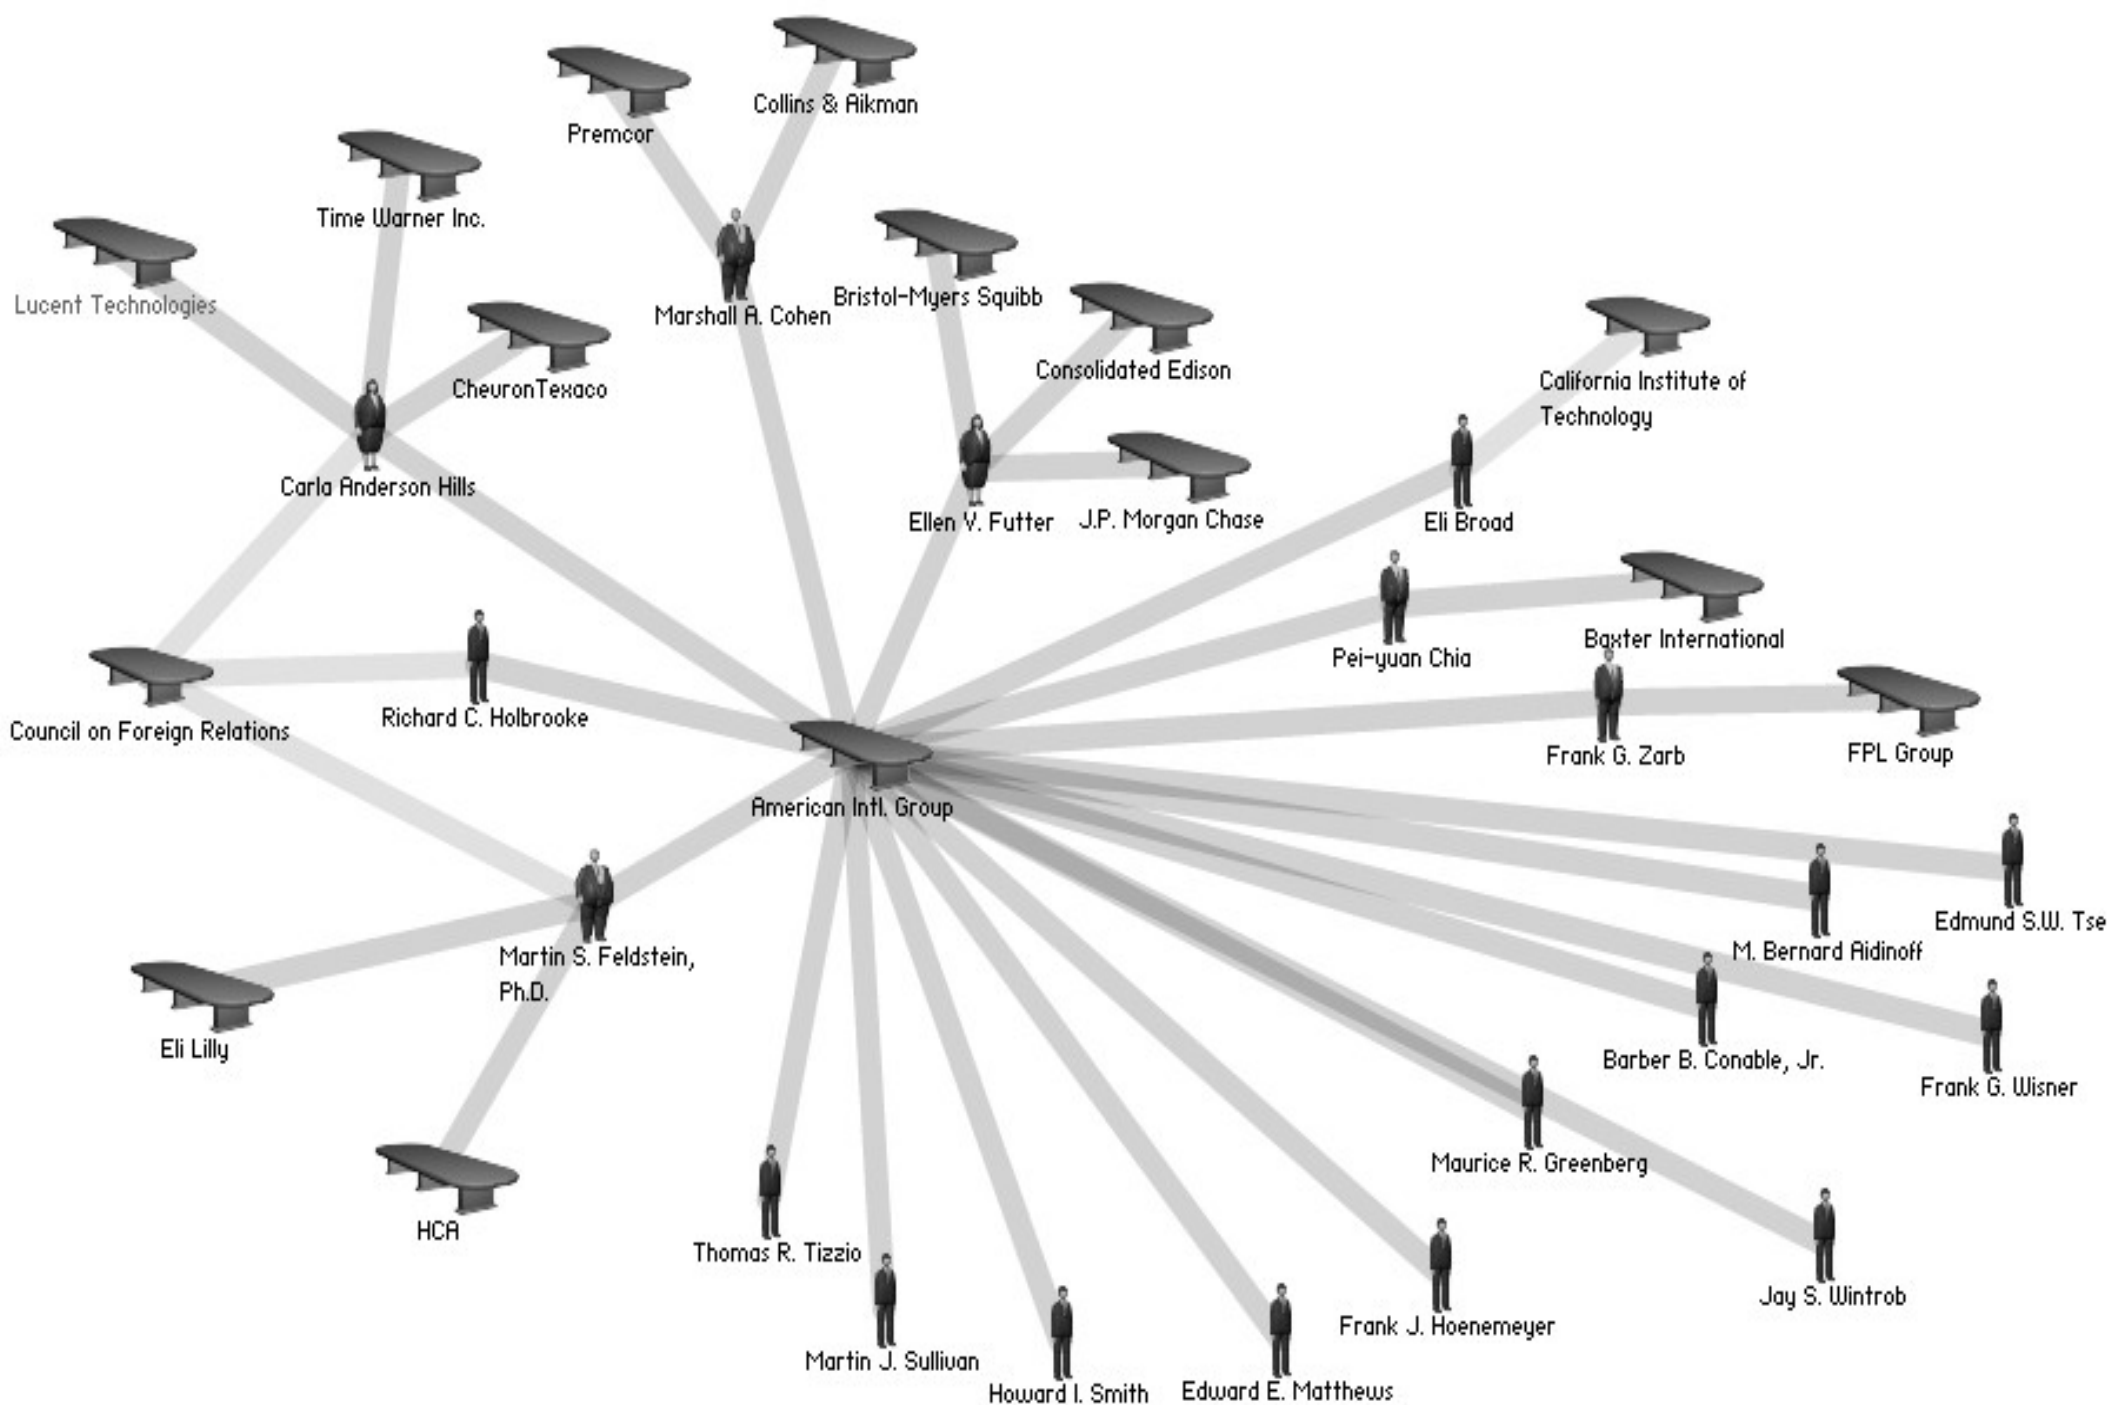 Collins & Aikman
Premcor
Time Warner Inc.
Lucent Technologies
Marshall A. Cohen
Bristol-Myers Squibb
Consolidated Edison
ChevronTexaco
California Institute of
Technology
Carla Anderson Hills
Ellen V. Futter
J.P. Morgan Chase
Eli Broad
Baxter International
Pei-yuan Chia
Richard C. Holbrooke
Council on Foreign Relations
Frank G. Zarb
FPL Group
American Intl. Group
Edmund S.W. Tse
M. Bernard Aidinoff
Martin S. Feldstein,
Ph.D.
Eli Lilly
Barber B. Conable, Jr.
Frank G. Wisner
Maurice R. Greenberg
HCA
Thomas R. Tizzio
Jay S. Wintrob
Frank J. Hoenemeyer
Martin J. Sullivan
Howard I. Smith
Edward E. Matthews